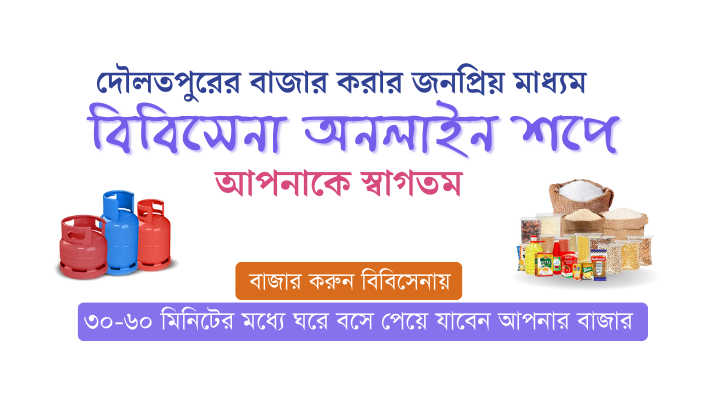 দৌলতপুরের বাজার করার জনপ্রিয় মাধ্যম
বিবিসেনা অনলাইন শপে
আপনাকে স্বাগতম
বাজার করুন বিবিসেনায়
৩০-৬০ মিনিটের মধ্যে ঘরে বসে পেয়ে যাবেন আপনার বাজার